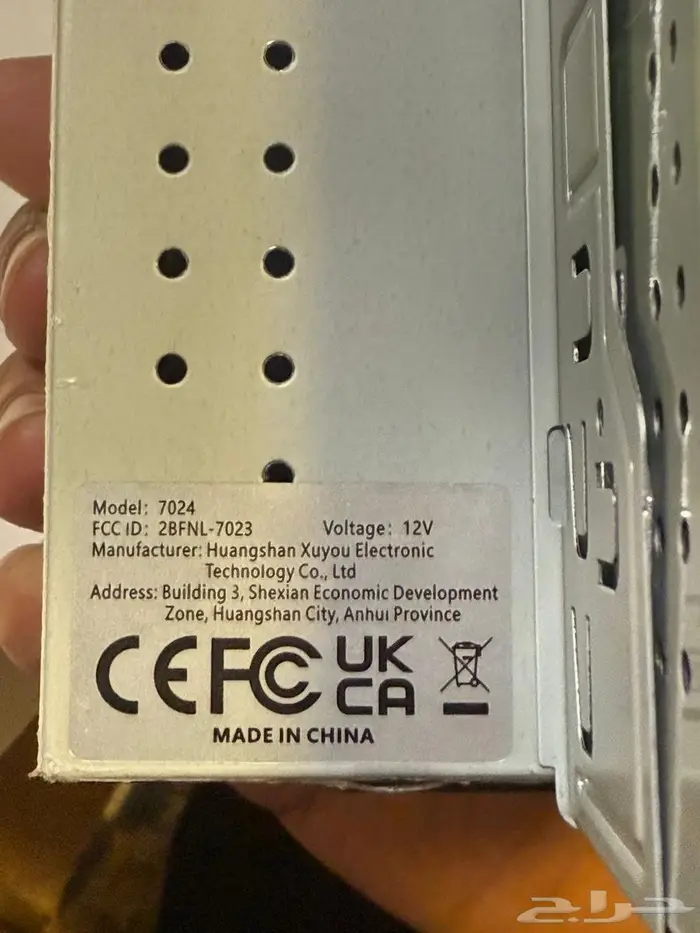 Model: 7024
FCC ID: 2BFNL-7023 Voltage: 12V
Manufacturer: Huangshan Xuyou Electronic
Technology Co., Ltd
Address: Building 3, Shexian Economic Development
Zone, Huangshan City, Anhui Province
CE FC UK
CA
MADE IN CHINA
حراج